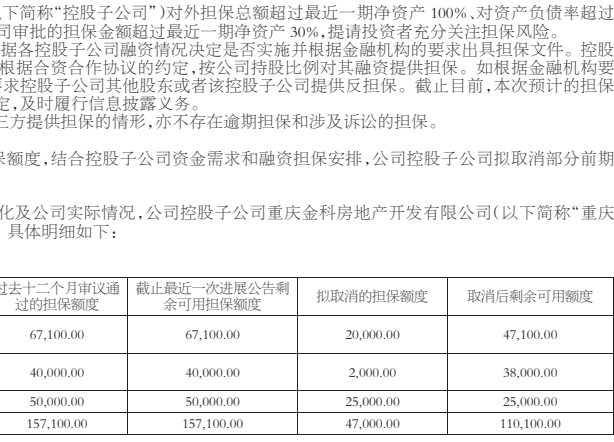 以下简称“控股子公司”)对外担保总额超过最近一期净资产 100%、对资产负债率超过
司审批的担保金额超过最近一期净资产 30%,提请投资者充分关注担保风险。
据各控股子公司融资情况决定是否实施并根据金融机构的要求出具担保文件。控股
根据合资合作协议的约定,按公司持股比例对其融资提供担保。如根据金融机构要
要求控股子公司其他股东或者该控股子公司提供反担保。截止目前,本次预计的担保
定,及时履行信息披露义务。
三方提供担保的情形,亦不存在逾期担保和涉及诉讼的担保。
保额度,结合控股子公司资金需求和融资担保安排,公司控股子公司拟取消部分前期
化及公司实际情况,公司控股子公司重庆金科房地产开发有限公司(以下简称“重庆
具体明细如下:
过去十二个月审议通 截止最近一次进展公告剩 拟取消的担保额度 取消后剩余可用额度
过的担保额度 余可用担保额度
67,100.00 67,100.00 20,000.00 47,100.00
40,000.00 40,000.00 2,000.00 38,000.00
50,000.00 50,000.00 25,000.00 25,000.00
157,100.00 157,100.00 47,000.00 110,100.00